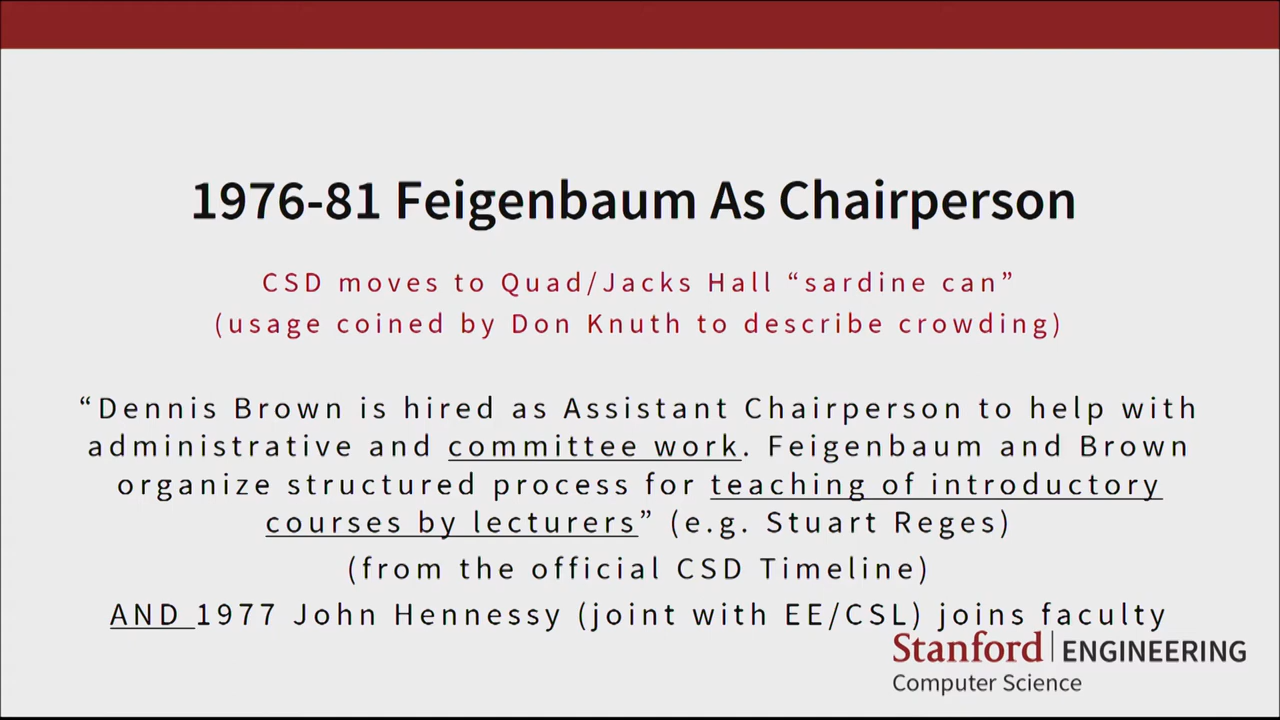 1976-81 Feigenbaum As Chairperson
CSD moves to Quad/Jacks Hall “sardine can”
(usage coined by Don Knuth to describe crowding)
“Dennis Brown is hired as Assistant Chairperson to help with
administrative and committee work. Feigenbaum and Brown
organize structured process for teaching of introductory
courses by lecturers” (e.g. Stuart Reges)
(from the official CSD Timeline)
AND 1977 John Hennessy (joint with EE/CSL) joins faculty
Stanford | ENGINEERING
Computer Science